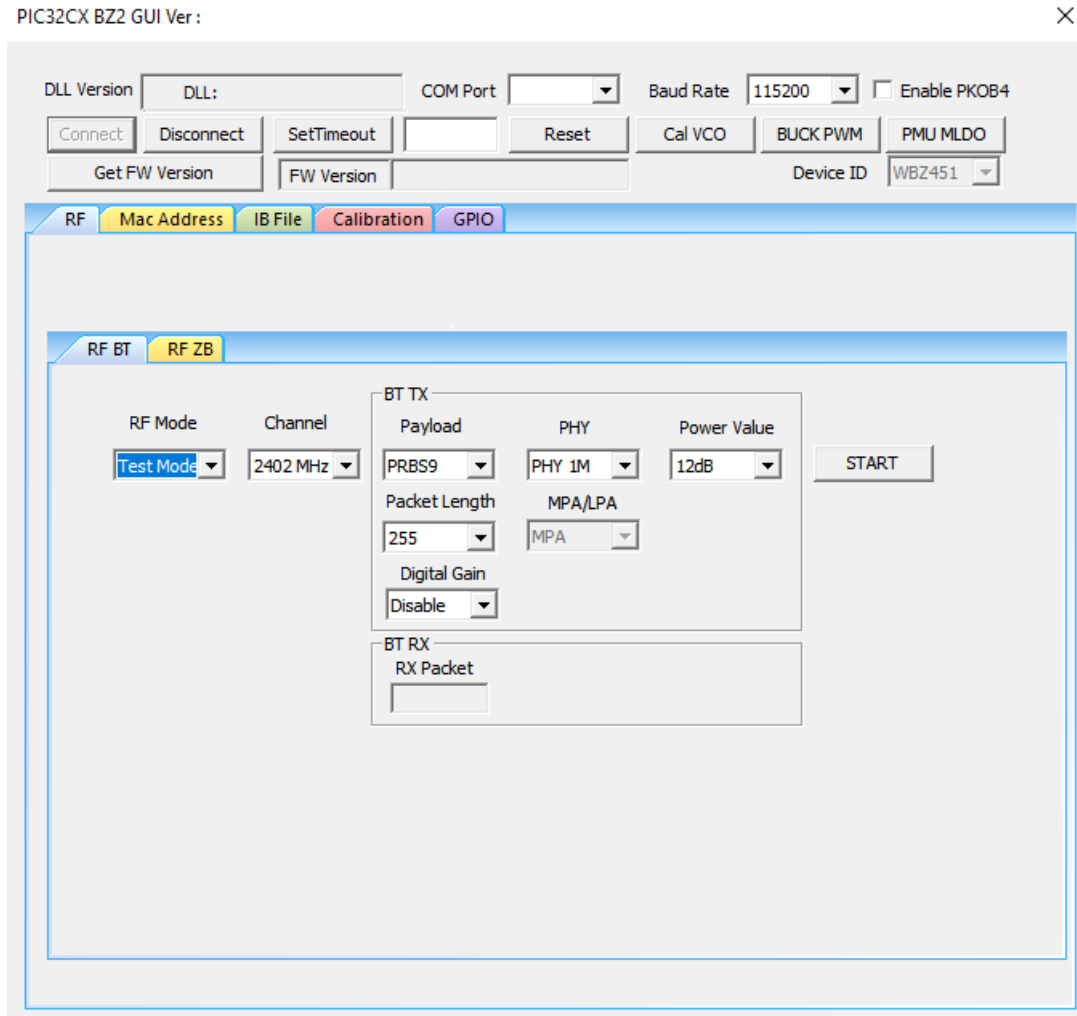 PIC32CX BZ2 GUI Ver :
DLL Version DLL: COM Port Baud Rate 115200 Enable PKOB4
Connect Disconnect SetTimeout Reset Cal VCO BUCK PWM PMU MLDO
Get FW Version FW Version Device ID WBZ451
RF Mac Address IB File Calibration GPIO
RF BT RF ZB
BT TX
RF Mode Channel Payload PHY Power Value
Test Mode 2402 MHz PRBS9 PHY 1M 12dB START
Packet Length MPA/LPA
255 MPA
Digital Gain
Disable
BT RX
RX Packet